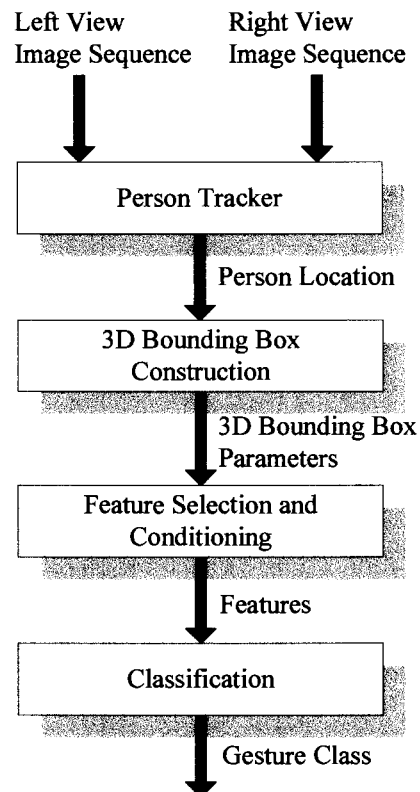 Left View
Image Sequence
Right View
Image Sequence
Person Tracker
Person Location
3D Bounding Box
Construction
3D Bounding Box
Parameters
Feature Selection and
Conditioning
Features
Classification
Gesture Class